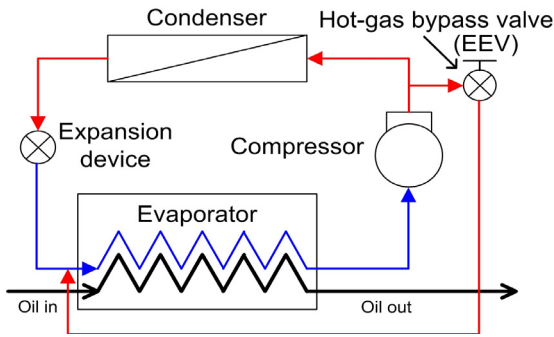 Condenser
Hot-gas bypass valve
(EEV)
Expansion
device
Compressor
Evaporator
Oil in
Oil out